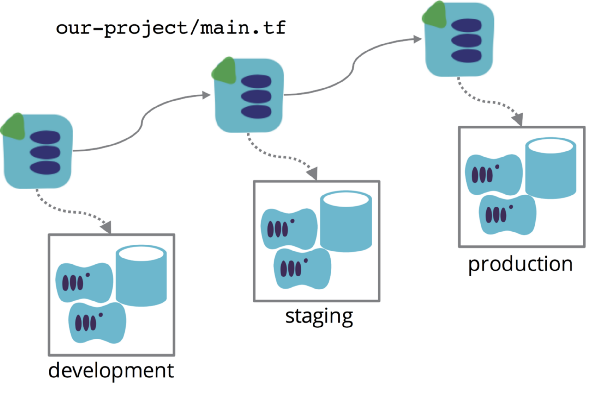 our-project/main.tf
production
staging
development